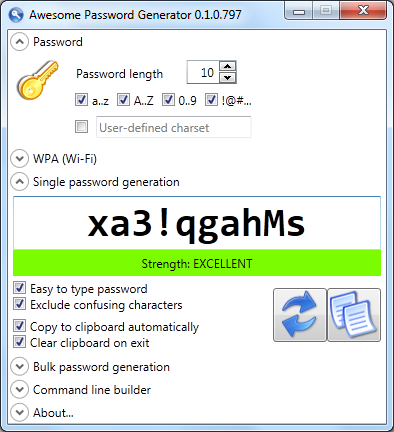 Awesome Password Generator 0.1.0.797
Password
Password length 10
a..z A..Z 0..9 !@#...
User-defined charset
WPA (Wi-Fi)
Single password generation
xa3!qgahMs
Strength: EXCELLENT
Easy to type password
Exclude confusing characters
Copy to clipboard automatically
Clear clipboard on exit
Bulk password generation
Command line builder
About...